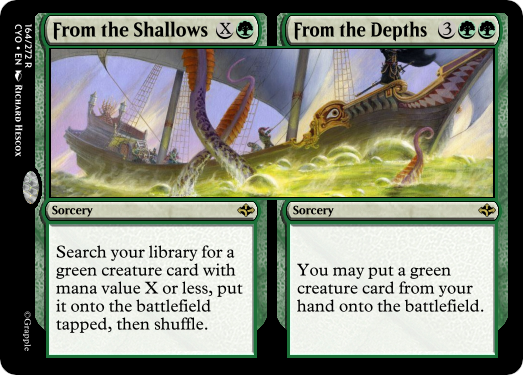 From the Shallows X
Sorcery
Search your library for a
green creature card with
mana value X or less, put
it onto the battlefield
tapped, then shuffle.
From the Depths 3
Sorcery
You may put a green
creature card from your
hand onto the battlefield.
164/272 R
CYO • EN Richard Hescox
©Grapple